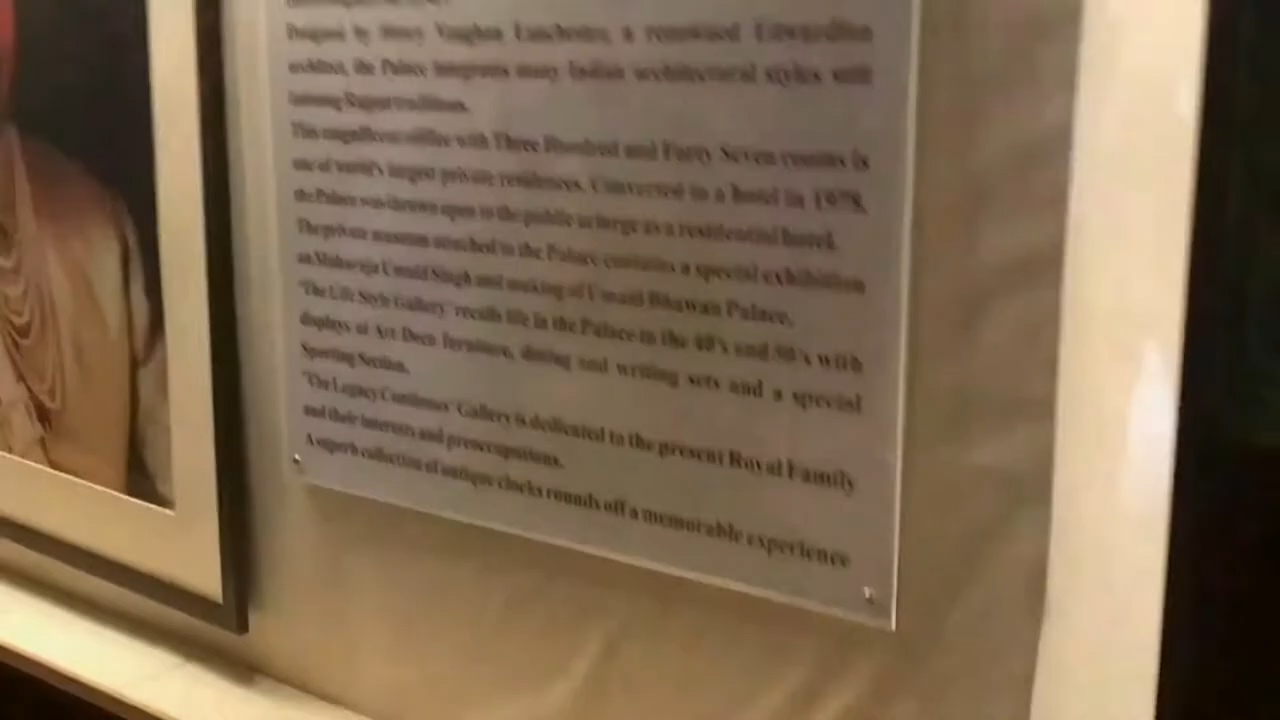 Designed by Henry Vaughan Lanchester, a renowned Edwardian
architect, the Palace integrates many Indian architectural styles still
Rajput traditions.
This magnificent edifice with Three Hundred and Forty Seven rooms is
one of world's largest private residences. Converted to a hotel in 1978,
the Palace was thrown open to the public at large as a residential hotel.
The private museum attached to the Palace contains a special exhibition
on Maharaja Umaid Singh and making of Umaid Bhawan Palace,
'The Life Style Gallery' recalls life in the Palace in the 40's and 50's with
displays of Art Deco furniture, dining and writing sets and a special
Sporting Section.
'The Legacy Continues' Gallery is dedicated to the present Royal Family
and their interests and preoccupations.
A superb collection of antique clocks rounds off a memorable experience